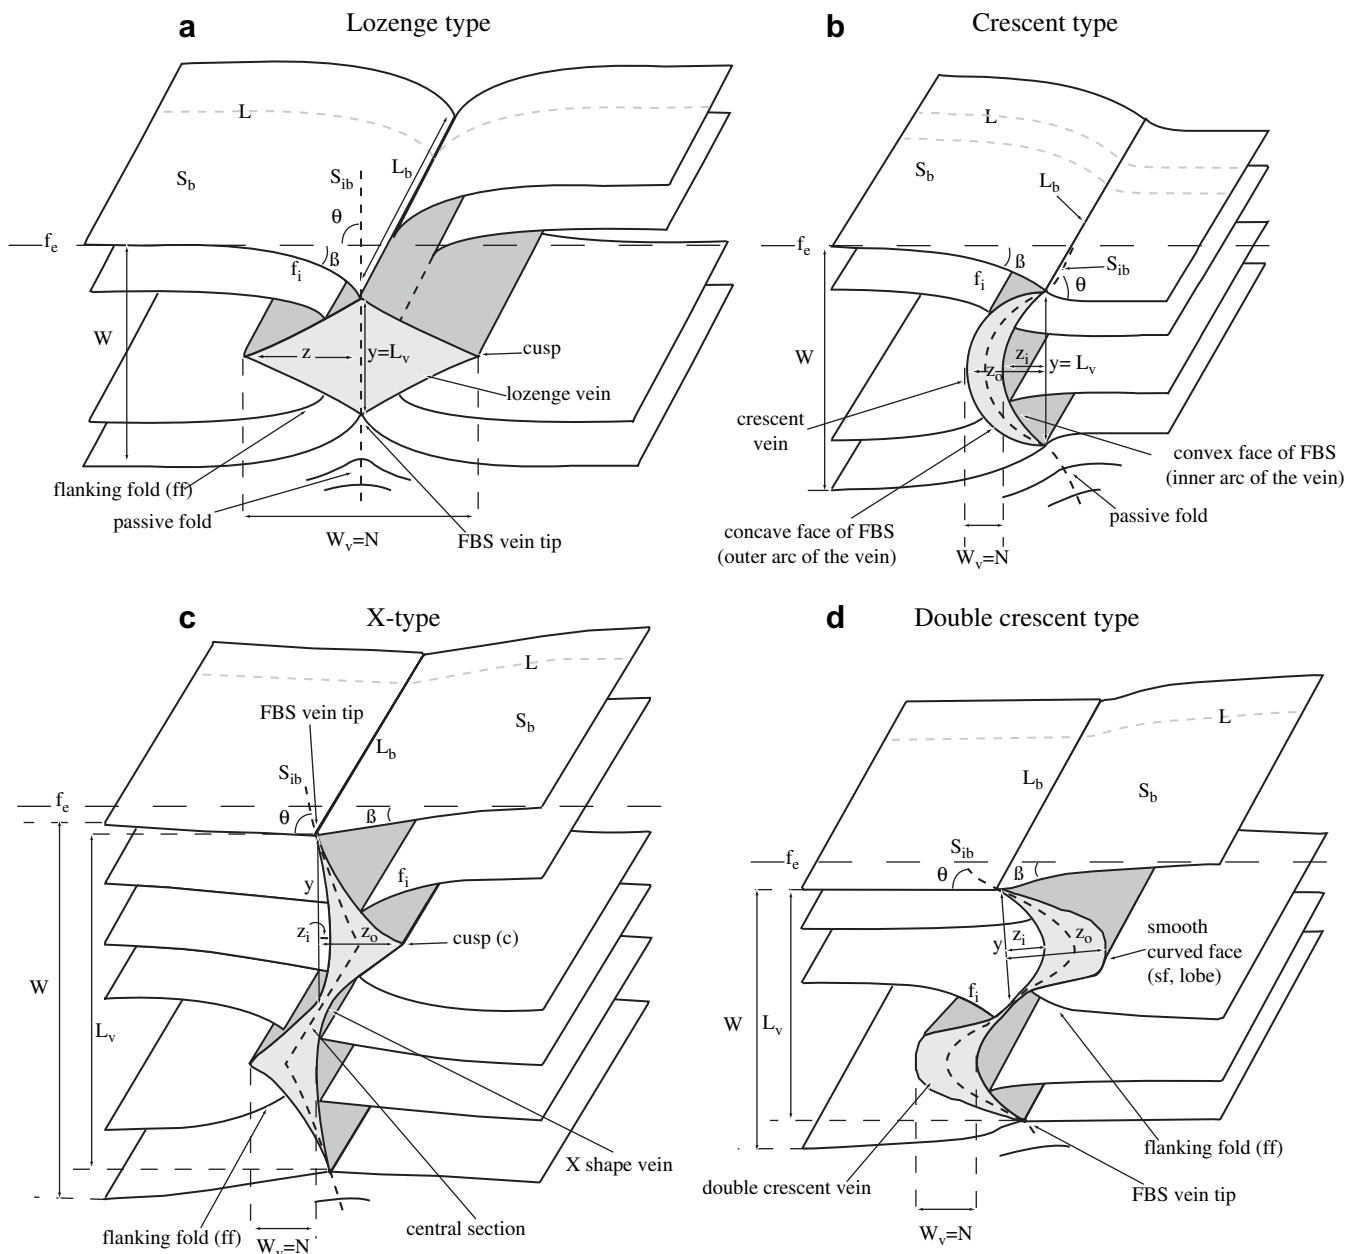 a Lozenge type
L
S_b
S_ib
L_b
θ
f_e
ß
f_i
W
z
y=L_v
cusp
lozenge vein
flanking fold (ff)
passive fold
W_v=N
FBS vein tip
b Crescent type
L
S_b
L_b
f_e
ß
S_ib
f_i
θ
W
z_i
z_o
y= L_v
crescent
vein
convex face of FBS
(inner arc of the vein)
concave face of FBS
(outer arc of the vein)
passive fold
W_v=N
c X-type
L
FBS vein tip
S_b
L_b
S_ib
f_e
θ
ß
y
f_i
z_i
z_o
cusp (c)
W
L_v
X shape vein
flanking fold (ff)
central section
W_v=N
d Double crescent type
L
L_b
S_b
S_ib
f_e
θ
ß
y
z_i
z_o
smooth
curved face
(sf, lobe)
f_i
W
L_v
flanking fold (ff)
double crescent vein
FBS vein tip
W_v=N